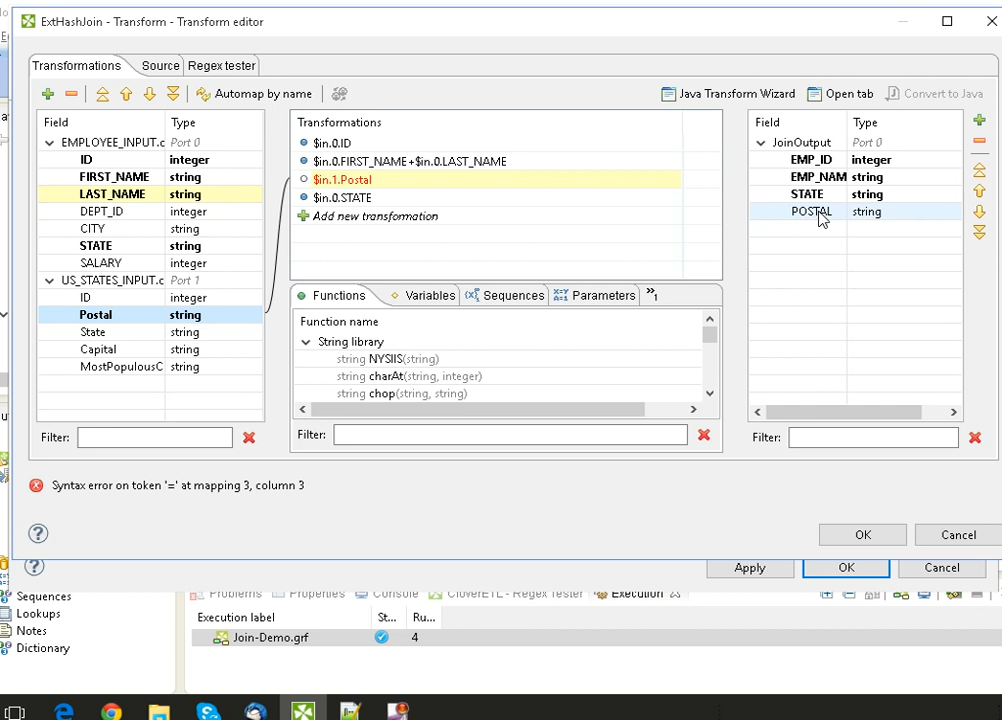 ExtHashJoin - Transform - Transform editor
Transformations Source Regex tester
Automap by name Java Transform Wizard Open tab Convert to Java
Field Type
EMPLOYEE_INPUT.c Port 0
ID integer
FIRST_NAME string
LAST_NAME string
DEPT_ID integer
CITY string
STATE string
SALARY integer
US_STATES_INPUT.c Port 1
ID integer
Postal string
State string
Capital string
MostPopulousC string
Filter:
Transformations
$in.0.ID
$in.0.FIRST_NAME+$in.0.LAST_NAME
$in.1.Postal
$in.0.STATE
Add new transformation
Functions Variables Sequences Parameters »1
Function name
String library
string NYSIIS(string)
string charAt(string, integer)
string chop(string, string)
Filter:
Field Type
JoinOutput Port 0
EMP_ID integer
EMP_NAM string
STATE string
POSTAL string
Filter:
Syntax error on token '=' at mapping 3, column 3
OK Cancel
Apply OK Cancel
Sequences
Lookups
Notes
Dictionary
Problems Properties Console CloverETL - Regex Tester Execution
Execution label St... Ru...
Join-Demo.grf 4